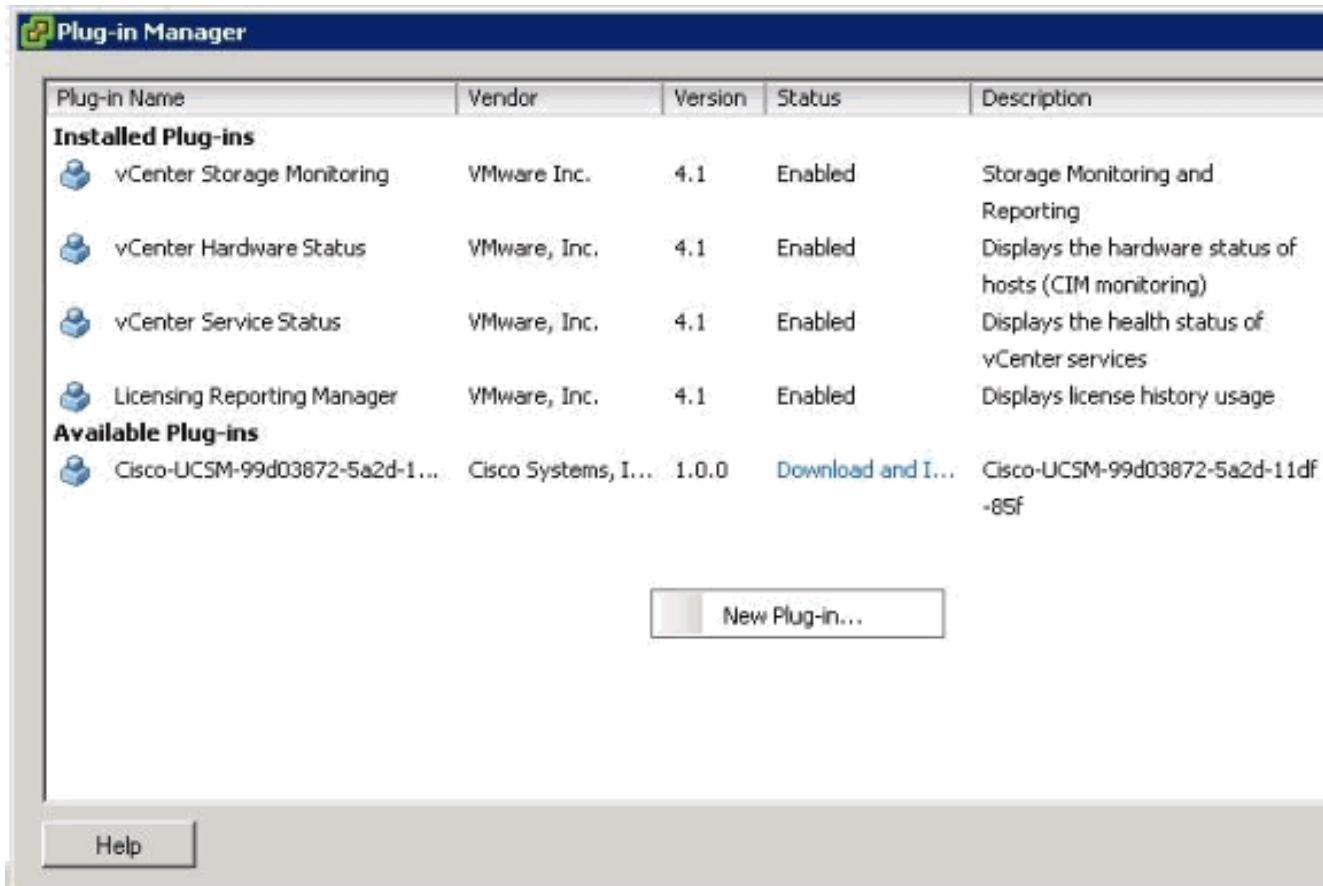 Plug-in Manager
Plug-in Name Vendor Version Status Description
Installed Plug-ins
vCenter Storage Monitoring VMware Inc. 4.1 Enabled Storage Monitoring and
Reporting
vCenter Hardware Status VMware, Inc. 4.1 Enabled Displays the hardware status of
hosts (CIM monitoring)
vCenter Service Status VMware, Inc. 4.1 Enabled Displays the health status of
vCenter services
Licensing Reporting Manager VMware, Inc. 4.1 Enabled Displays license history usage
Available Plug-ins
Cisco-UCSM-99d03872-5a2d-1... Cisco Systems, I... 1.0.0 Download and I... Cisco-UCSM-99d03872-5a2d-11df
-85f
New Plug-in...
Help